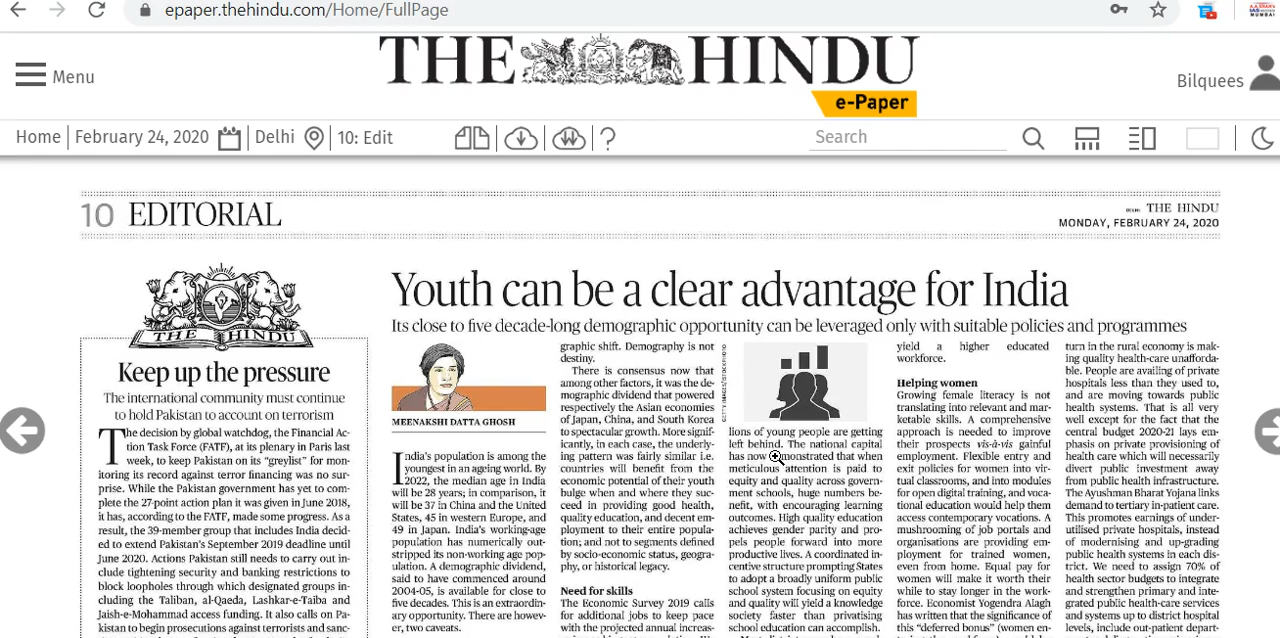 epaper.thehindu.com/Home/FullPage
Menu
THE HINDU
e-Paper
Bilquees
Home
February 24, 2020
Delhi
10: Edit
?
Search
10 EDITORIAL
THE HINDU
MONDAY, FEBRUARY 24, 2020
THE HINDU
Keep up the pressure
The international community must continue
to hold Pakistan to account on terrorism
The decision by global watchdog, the Financial Ac-
tion Task Force (FATF), at its plenary in Paris last
week, to keep Pakistan on its “greylist” for mon-
itoring its record against terror financing was no sur-
prise. While the Pakistan government has yet to com-
plete the 27-point action plan it was given in June 2018,
it has, according to the FATF, made some progress. As a
result, the 39-member group that includes India decid-
ed to extend Pakistan's September 2019 deadline until
June 2020. Actions Pakistan still needs to carry out in-
clude tightening security and banking restrictions to
block loopholes through which designated groups in-
cluding the Taliban, al-Qaeda, Lashkar-e-Taiba and
Jaish-e-Mohammad access funding. It also calls on Pa-
kistan to begin prosecutions against terrorists and sanc-
Youth can be a clear advantage for India
Its close to five decade-long demographic opportunity can be leveraged only with suitable policies and programmes
MEENAKSHI DATTA GHOSH
India's population is among the
youngest in an ageing world. By
2022, the median age in India
will be 28 years; in comparison, it
will be 37 in China and the United
States, 45 in western Europe, and
49 in Japan. India's working-age
population has numerically out-
stripped its non-working age pop-
ulation. A demographic dividend,
said to have commenced around
2004-05, is available for close to
five decades. This is an extraordin-
ary opportunity. There are howev-
er, two caveats.
graphic shift. Demography is not
destiny.
There is consensus now that
among other factors, it was the de-
mographic dividend that powered
respectively the Asian economies
of Japan, China, and South Korea
to spectacular growth. More signif-
icantly, in each case, the underly-
ing pattern was fairly similar i.e.
countries will benefit from the
economic potential of their youth
bulge when and where they suc-
ceed in providing good health,
quality education, and decent em-
ployment to their entire popula-
tion; and not to segments defined
by socio-economic status, geogra-
phy, or historical legacy.
Need for skills
The Economic Survey 2019 calls
for additional jobs to keep pace
with the projected annual increas-
GETTY IMAGES/ISTOCKPHOTO
lions of young people are getting
left behind. The national capital
has now demonstrated that when
meticulous attention is paid to
equity and quality across govern-
ment schools, huge numbers be-
nefit, with encouraging learning
outcomes. High quality education
achieves gender parity and pro-
pels people forward into more
productive lives. A coordinated in-
centive structure prompting States
to adopt a broadly uniform public
school system focusing on equity
and quality will yield a knowledge
society faster than privatising
school education can accomplish.
yield a higher educated
workforce.
Helping women
Growing female literacy is not
translating into relevant and mar-
ketable skills. A comprehensive
approach is needed to improve
their prospects vis-à-vis gainful
employment. Flexible entry and
exit policies for women into vir-
tual classrooms, and into modules
for open digital training, and voca-
tional education would help them
access contemporary vocations. A
mushrooming of job portals and
organisations are providing em-
ployment for trained women,
even from home. Equal pay for
women will make it worth their
while to stay longer in the work-
force. Economist Yogendra Alagh
has written that the significance of
this “deferred bonus” (women en-
turn in the rural economy is mak-
ing quality health-care unafforda-
ble. People are availing of private
hospitals less than they used to,
and are moving towards public
health systems. That is all very
well except for the fact that the
central budget 2020-21 lays em-
phasis on private provisioning of
health care which will necessarily
direct public investment away
from public health infrastructure.
The Ayushman Bharat Yojana links
demand to tertiary in-patient care.
This promotes earnings of under-
utilised private hospitals, instead
of modernising and up-grading
public health systems in each dis-
trict. We need to assign 70% of
health sector budgets to integrate
and strengthen primary and inte-
grated public health-care services
and systems up to district hospital
levels, include out-patient depart-